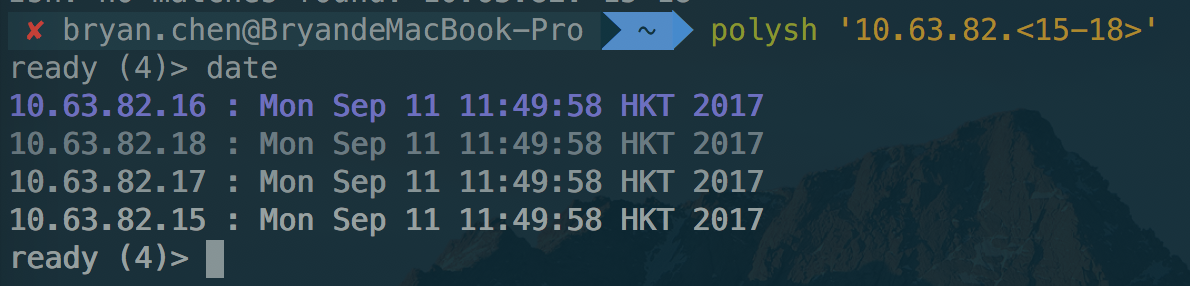 ✘ bryan.chen@BryandeMacBook-Pro ~ polysh '10.63.82.<15-18>'
ready (4)> date
10.63.82.16 : Mon Sep 11 11:49:58 HKT 2017
10.63.82.18 : Mon Sep 11 11:49:58 HKT 2017
10.63.82.17 : Mon Sep 11 11:49:58 HKT 2017
10.63.82.15 : Mon Sep 11 11:49:58 HKT 2017
ready (4)>